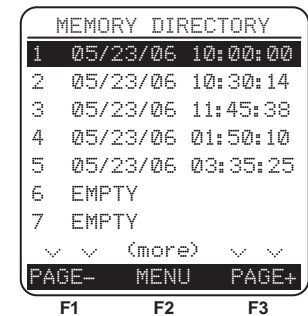 MEMORY DIRECTORY
1 05/23/06 10:00:00
2 05/23/06 10:30:14
3 05/23/06 11:45:38
4 05/23/06 01:50:10
5 05/23/06 03:35:25
6 EMPTY
7 EMPTY
(more)
PAGE- MENU PAGE+
F1 F2 F3